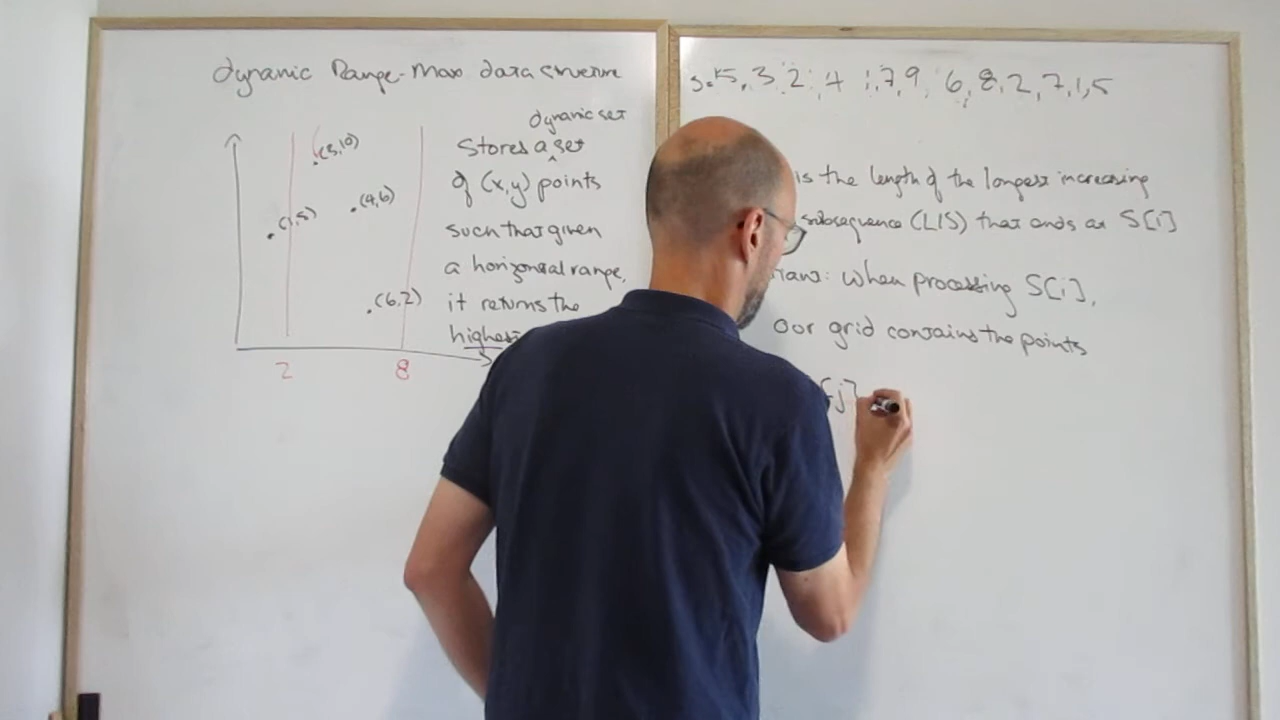 dynamic Range-Max data structure
dynamic set
Stores a set
of (x,y) points
such that given
a horizontal range,
it returns the
highest
(3,10)
(4,6)
(1,5)
(6,2)
2 8
S=5, 3 2, 4 1, 7, 9, 6, 8, 2, 7, 1, 5
is the length of the longest increasing
subsequence (LIS) that ends at S[i]
when processing S[i],
our grid contains the points
[j]